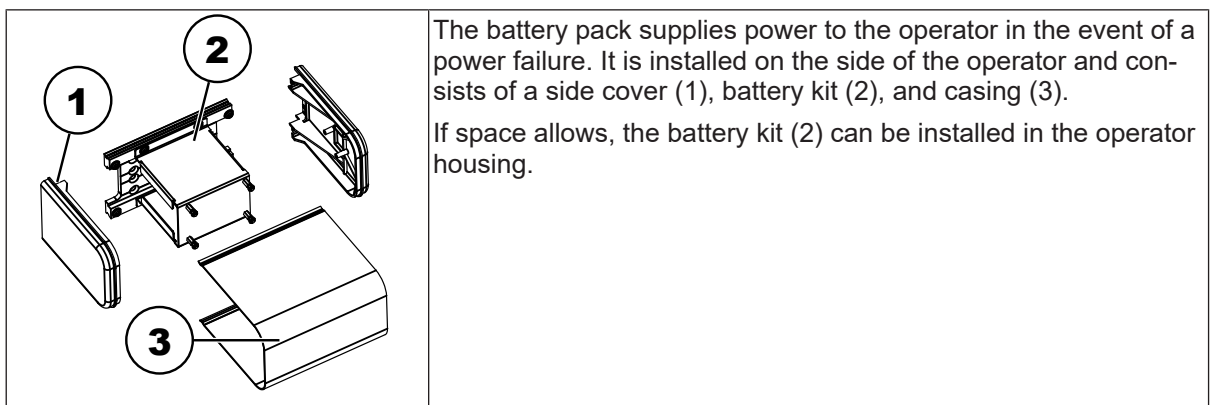 2
1
3
The battery pack supplies power to the operator in the event of a
power failure. It is installed on the side of the operator and con-
sists of a side cover (1), battery kit (2), and casing (3).
If space allows, the battery kit (2) can be installed in the operator
housing.